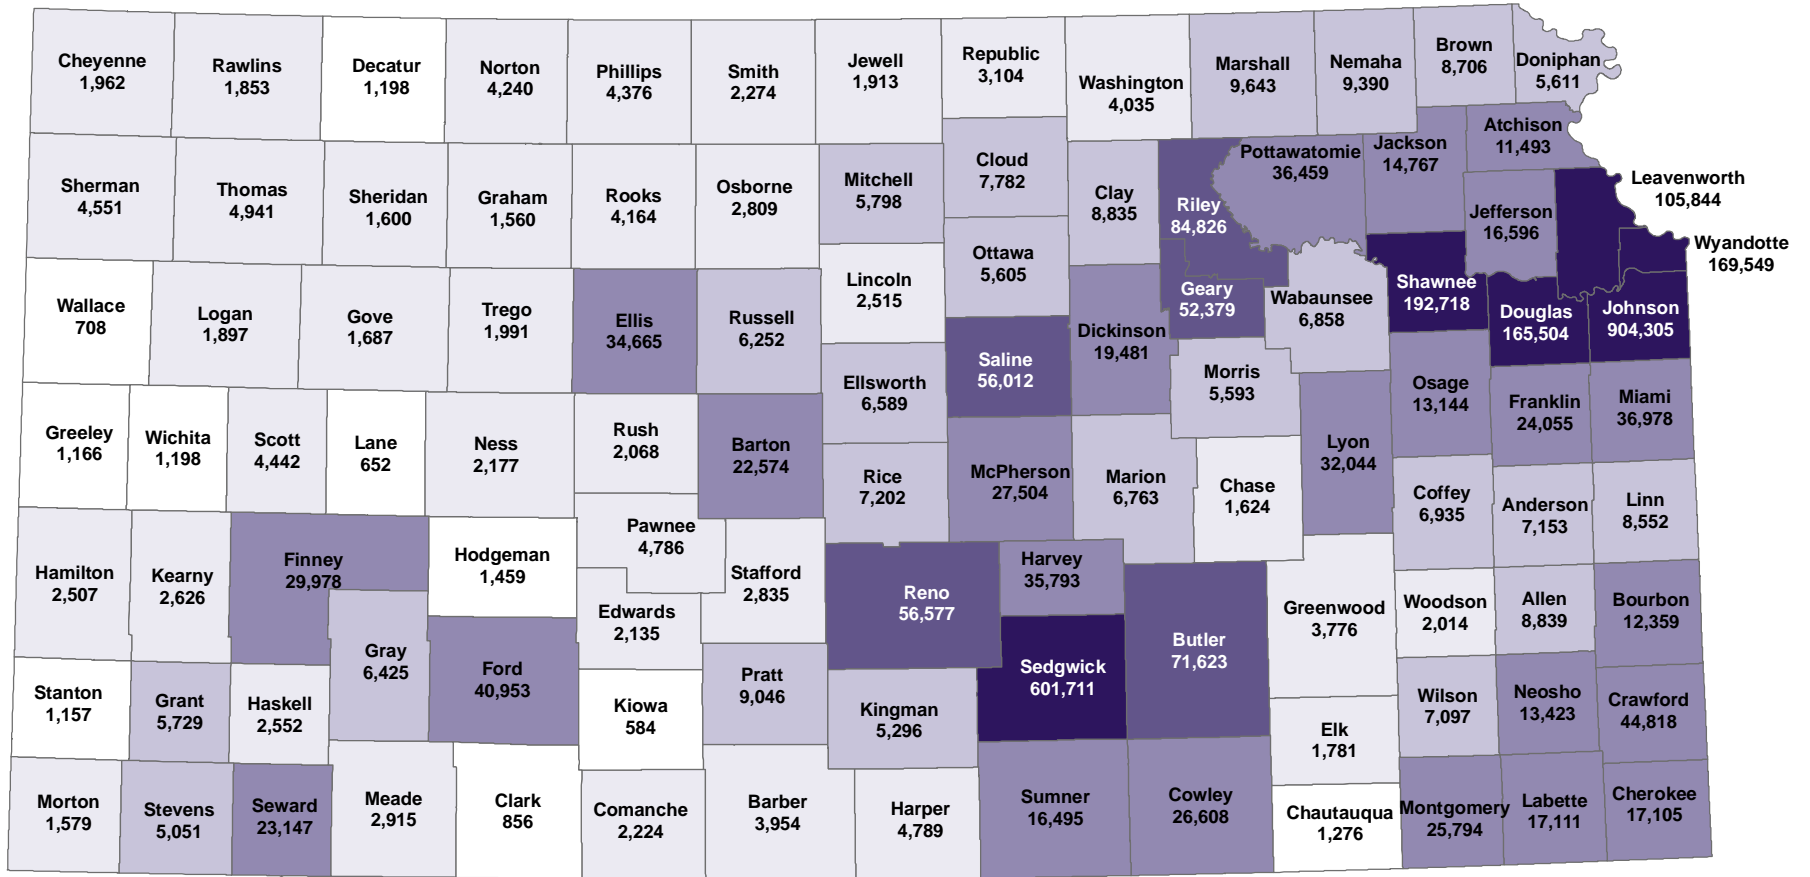 Cheyenne
1,962
Rawlins
1,853
Decatur
1,198
Norton
4,240
Phillips
4,376
Smith
2,274
Jewell
1,913
Republic
3,104
Washington
4,035
Marshall
9,643
Nemaha
9,390
Brown
8,706
Doniphan
5,611
Sherman
4,551
Thomas
4,941
Sheridan
1,600
Graham
1,560
Rooks
4,164
Osborne
2,809
Mitchell
5,798
Cloud
7,782
Clay
8,835
Riley
84,826
Pottawatomie
36,459
Jackson
14,767
Atchison
11,493
Jefferson
16,596
Leavenworth
105,844
Wyandotte
169,549
Wallace
708
Logan
1,897
Gove
1,687
Trego
1,991
Ellis
34,665
Russell
6,252
Lincoln
2,515
Ottawa
5,605
Saline
56,012
Dickinson
19,481
Geary
52,379
Wabaunsee
6,858
Shawnee
192,718
Douglas
165,504
Johnson
904,305
Greeley
1,166
Wichita
1,198
Scott
4,442
Lane
652
Ness
2,177
Rush
2,068
Barton
22,574
Ellsworth
6,589
Rice
7,202
McPherson
27,504
Marion
6,763
Morris
5,593
Chase
1,624
Lyon
32,044
Osage
13,144
Franklin
24,055
Miami
36,978
Coffey
6,935
Anderson
7,153
Linn
8,552
Hamilton
2,507
Kearny
2,626
Finney
29,978
Hodgeman
1,459
Pawnee
4,786
Stafford
2,835
Edwards
2,135
Gray
6,425
Ford
40,953
Reno
56,577
Harvey
35,793
Sedgwick
601,711
Butler
71,623
Greenwood
3,776
Woodson
2,014
Allen
8,839
Bourbon
12,359
Stanton
1,157
Grant
5,729
Haskell
2,552
Kiowa
584
Pratt
9,046
Kingman
5,296
Elk
1,781
Wilson
7,097
Neosho
13,423
Crawford
44,818
Morton
1,579
Stevens
5,051
Seward
23,147
Meade
2,915
Clark
856
Comanche
2,224
Barber
3,954
Harper
4,789
Sumner
16,495
Cowley
26,608
Chautauqua
1,276
Montgomery
25,794
Labette
17,111
Cherokee
17,105